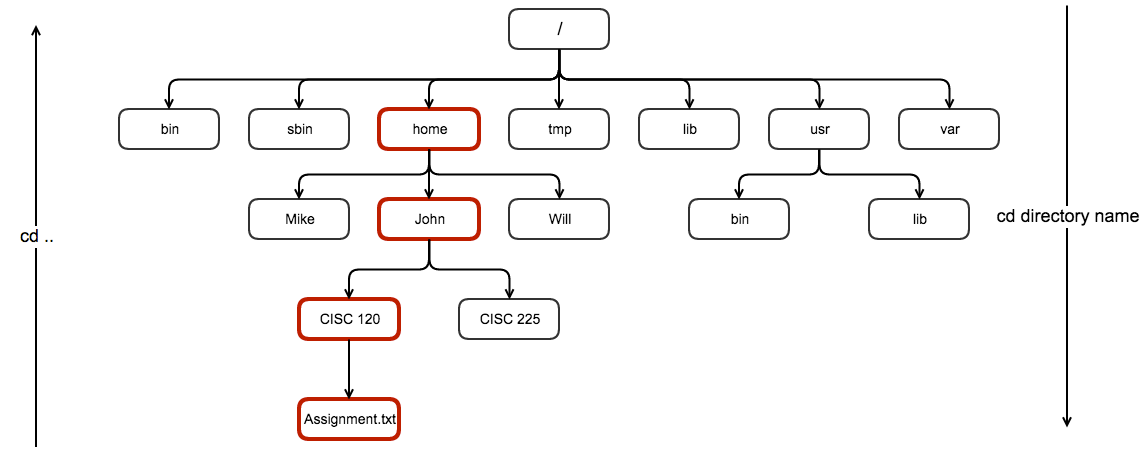 /
bin
sbin
home
tmp
lib
usr
var
Mike
John
Will
bin
lib
cd directory name
cd ..
CISC 120
CISC 225
Assignment.txt